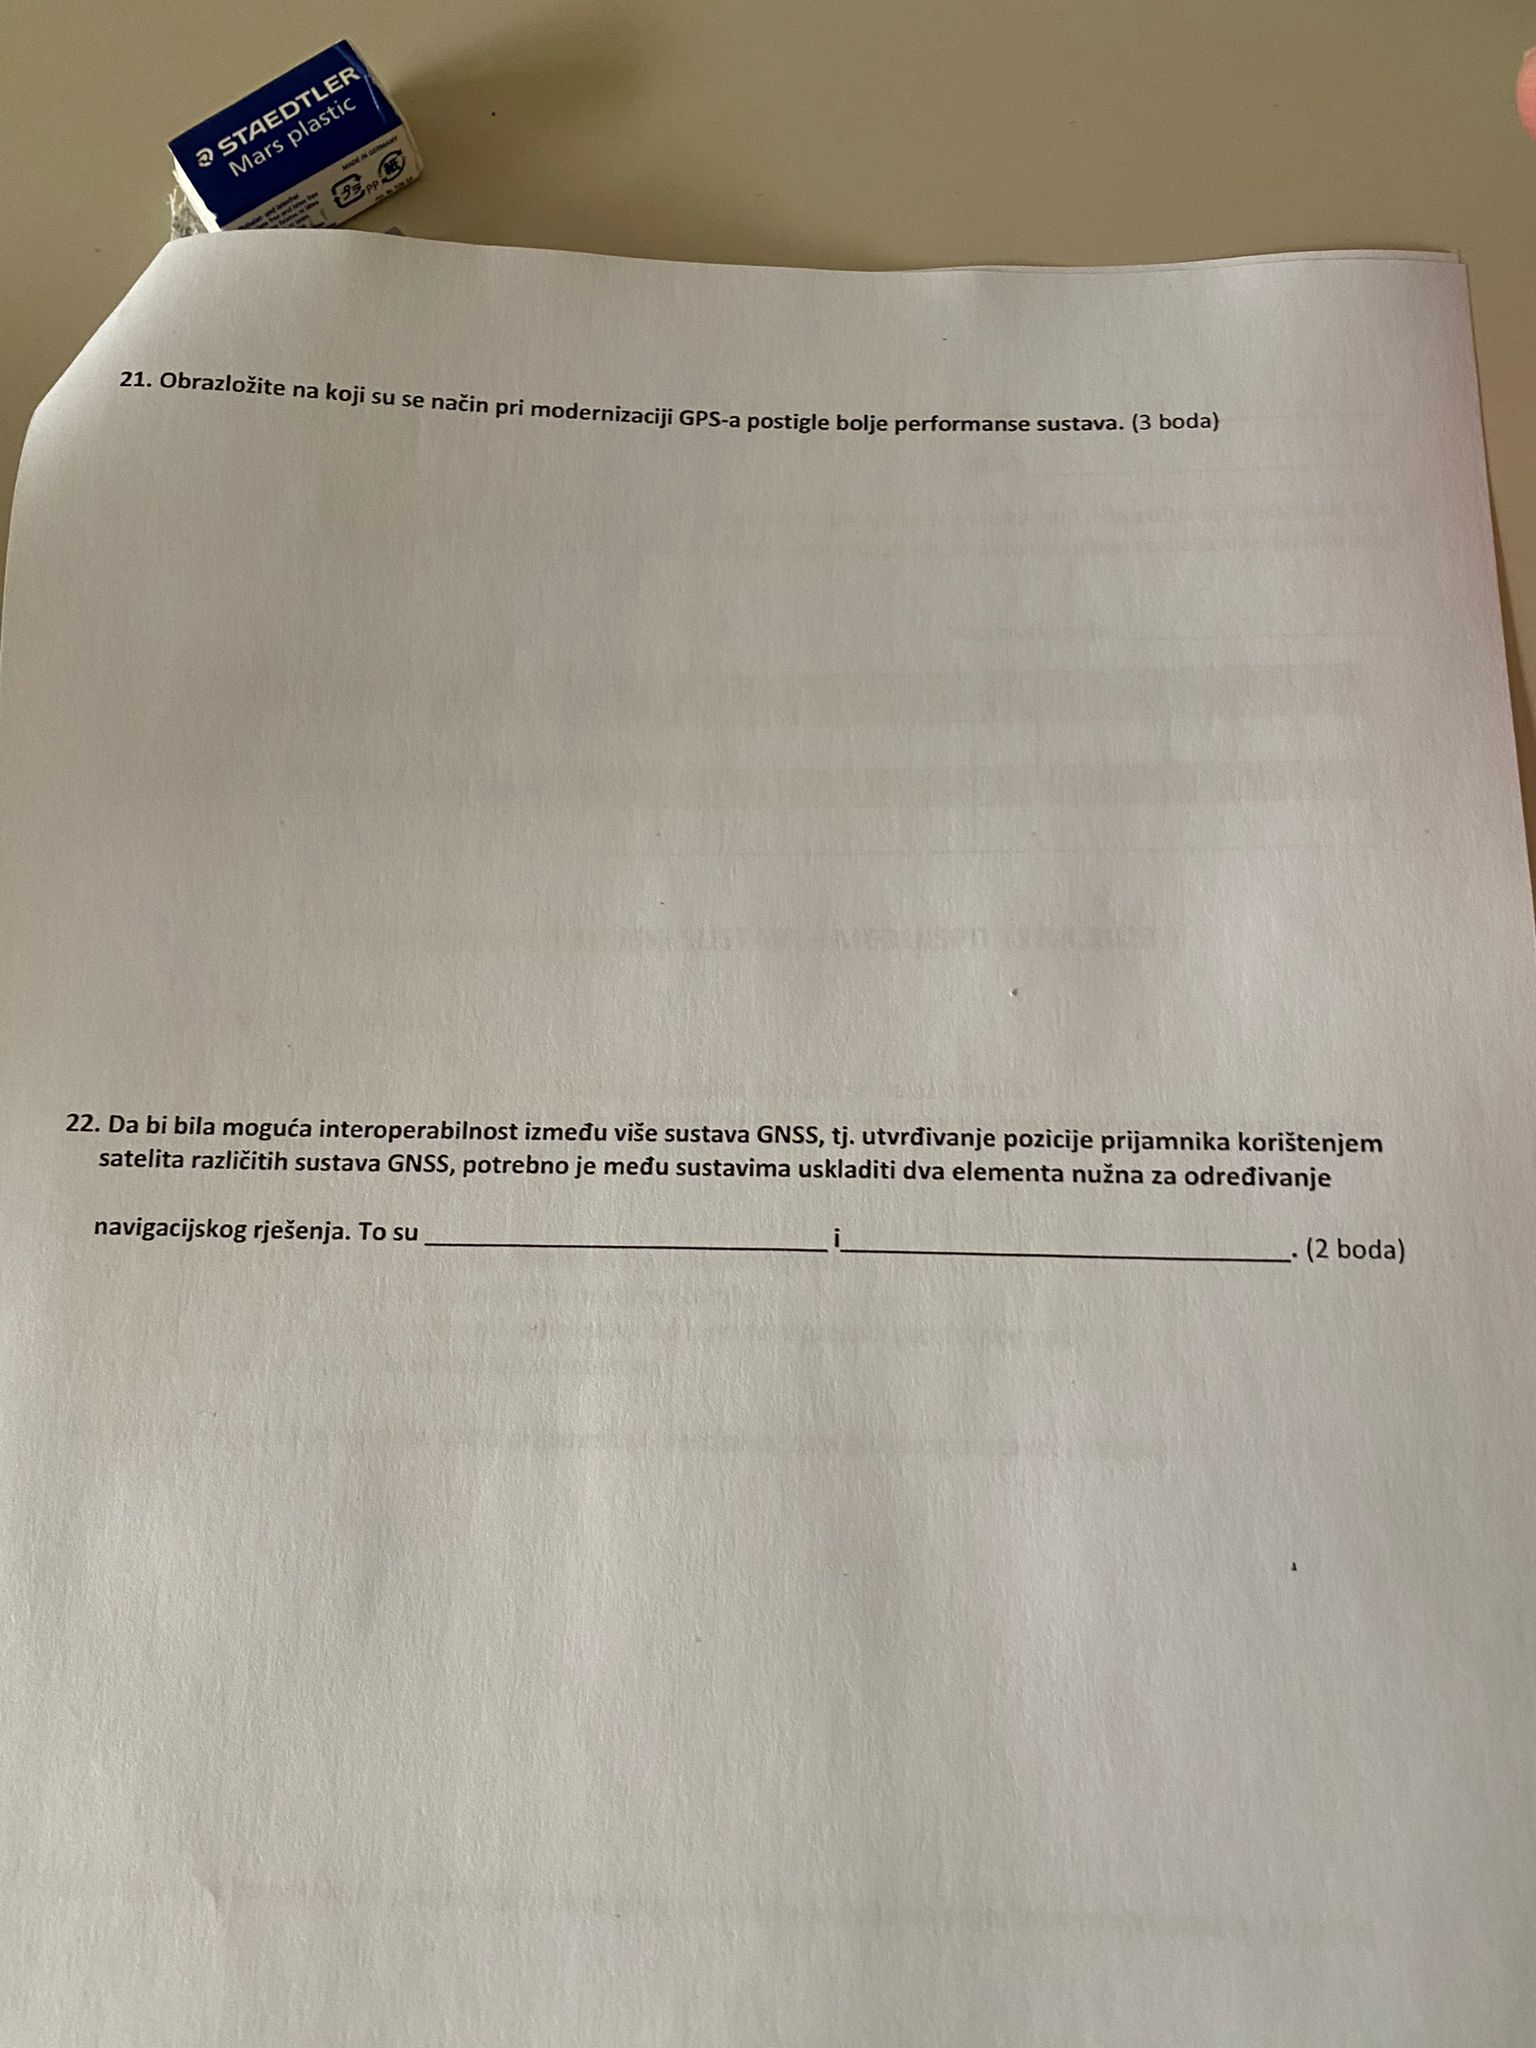 STAEDTLER
Mars plastic
MADE IN GERMANY
PP
21. Obrazložite na koji su se način pri modernizaciji GPS-a postigle bolje performanse sustava. (3 boda)
22. Da bi bila moguća interoperabilnost između više sustava GNSS, tj. utvrđivanje pozicije prijamnika korištenjem
satelita različitih sustava GNSS, potrebno je među sustavima uskladiti dva elementa nužna za određivanje
navigacijskog rješenja. To su ______________________________ i__________________________________. (2 boda)